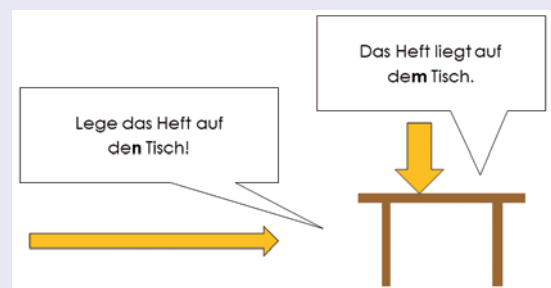 Das Heft liegt auf
dem Tisch.
Lege das Heft auf
den Tisch!